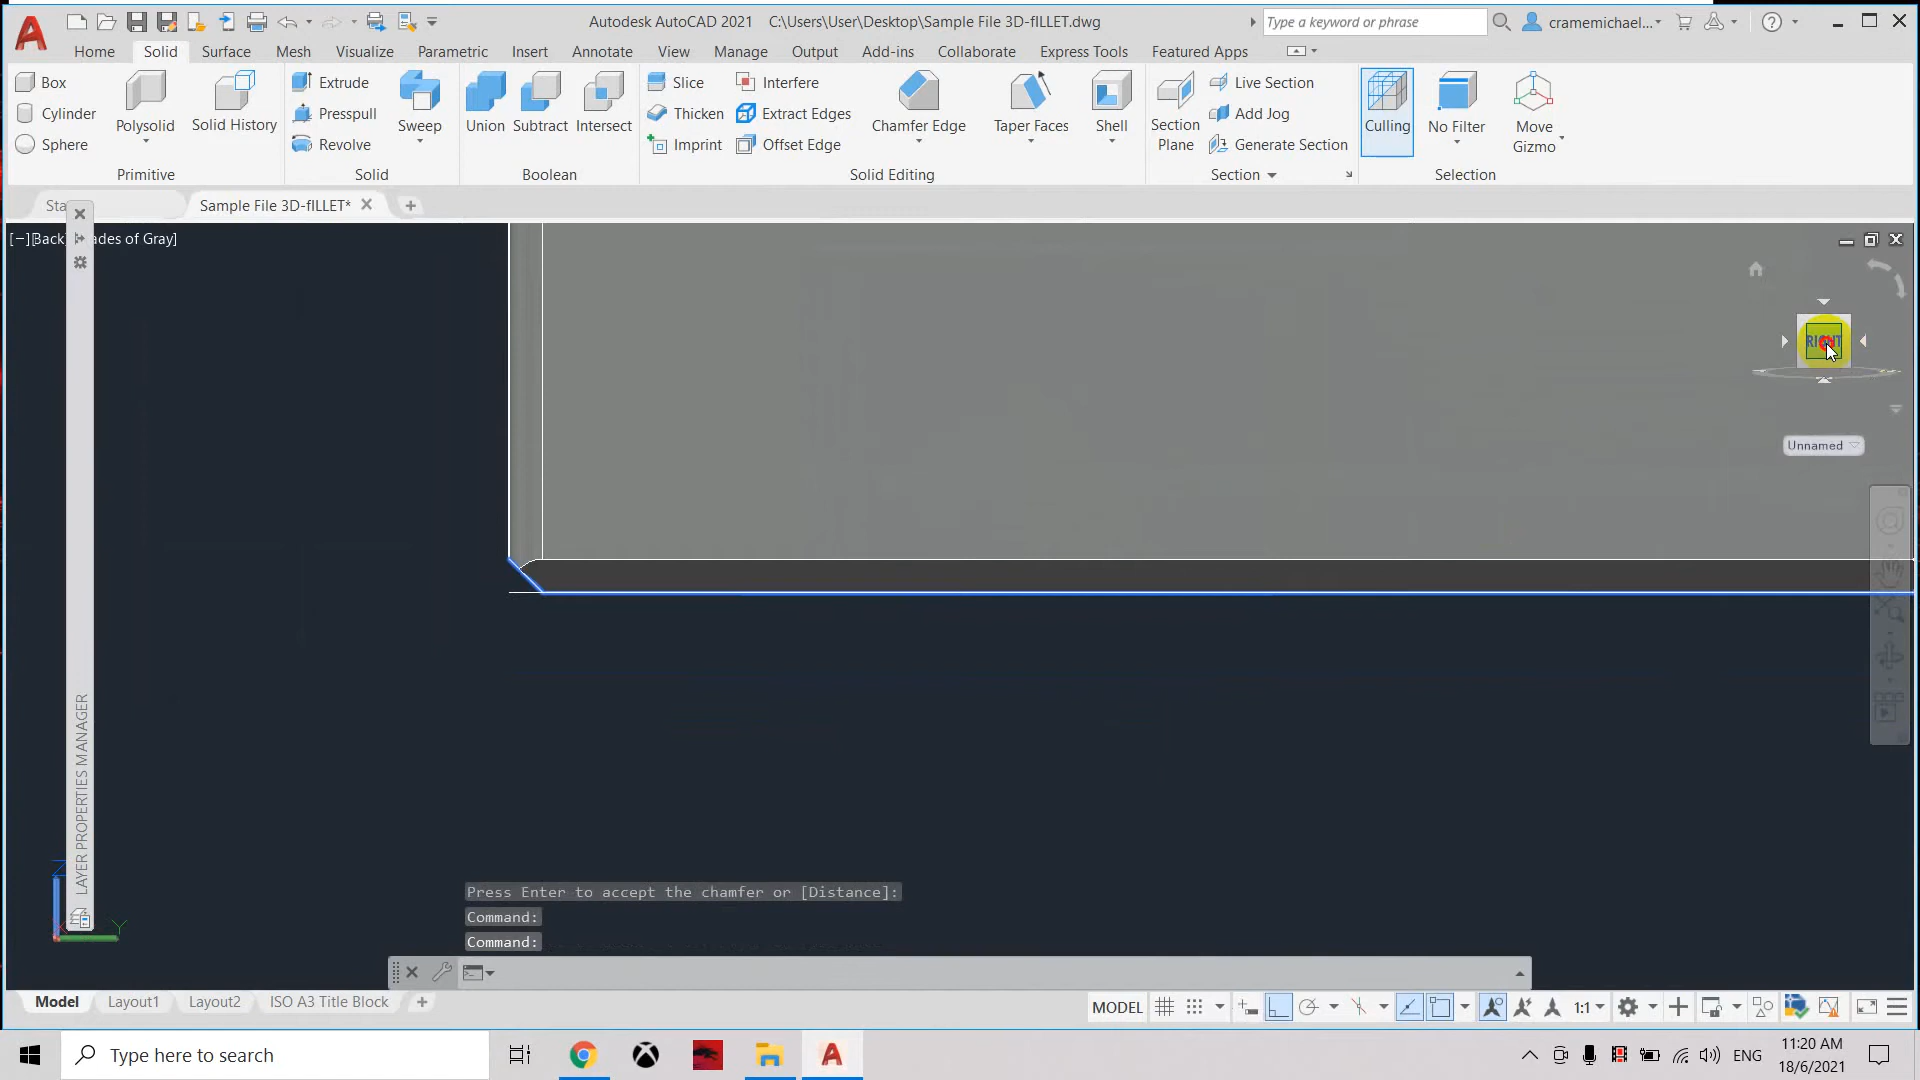 Autodesk AutoCAD 2021 C:\Users\User\Desktop\Sample File 3D-fILLET.dwg
Type a keyword or phrase
cramemichael...
Home Solid Surface Mesh Visualize Parametric Insert Annotate View Manage Output Add-ins Collaborate Express Tools Featured Apps
Box
Cylinder
Sphere
Polysolid
Solid History
Extrude
Presspull
Revolve
Sweep
Union
Subtract
Intersect
Slice
Thicken
Imprint
Interfere
Extract Edges
Offset Edge
Chamfer Edge
Taper Faces
Shell
Section Plane
Live Section
Add Jog
Generate Section
Culling
No Filter
Move Gizmo
Primitive Solid Boolean Solid Editing Section Selection
Sta
Sample File 3D-fILLET*
[−][Back] ades of Gray]
RIGHT
Unnamed
LAYER PROPERTIES MANAGER
Z
Y
Press Enter to accept the chamfer or [Distance]:
Command:
Command:
Model Layout1 Layout2 ISO A3 Title Block
MODEL
1:1
Type here to search
ENG
11:20 AM
18/6/2021